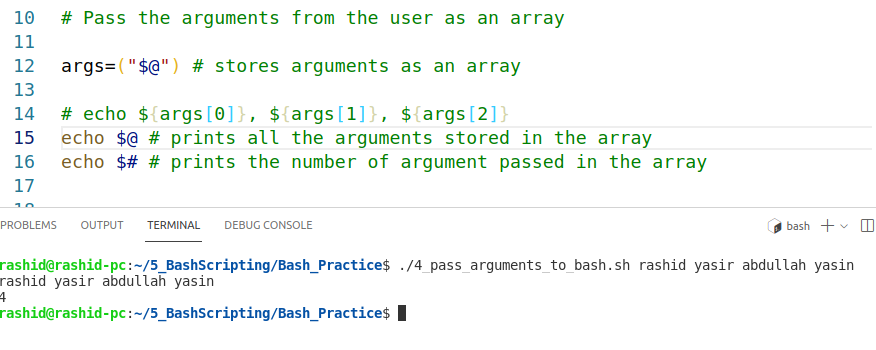 10 # Pass the arguments from the user as an array
11
12 args=("$@") # stores arguments as an array
13
14 # echo ${args[0]}, ${args[1]}, ${args[2]}
15 echo $@ # prints all the arguments stored in the array
16 echo $# # prints the number of argument passed in the array
17
PROBLEMS OUTPUT TERMINAL DEBUG CONSOLE bash
rashid@rashid-pc:~/5_BashScripting/Bash_Practice$ ./4_pass_arguments_to_bash.sh rashid yasir abdullah yasin
rashid yasir abdullah yasin
4
rashid@rashid-pc:~/5_BashScripting/Bash_Practice$